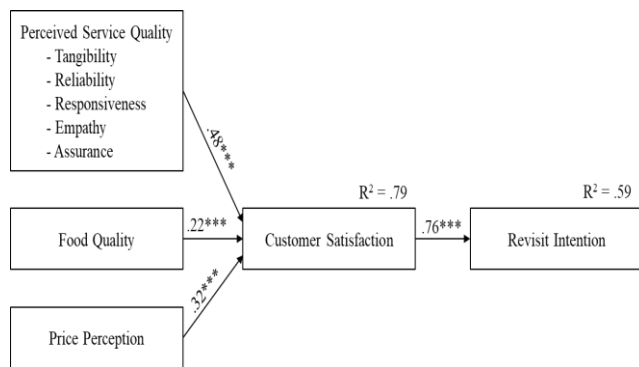 Perceived Service Quality
- Tangibility
- Reliability
- Responsiveness
- Empathy
- Assurance
.48***
R² = .79
R² = .59
Food Quality
.22***
Customer Satisfaction
.76***
Revisit Intention
.32***
Price Perception